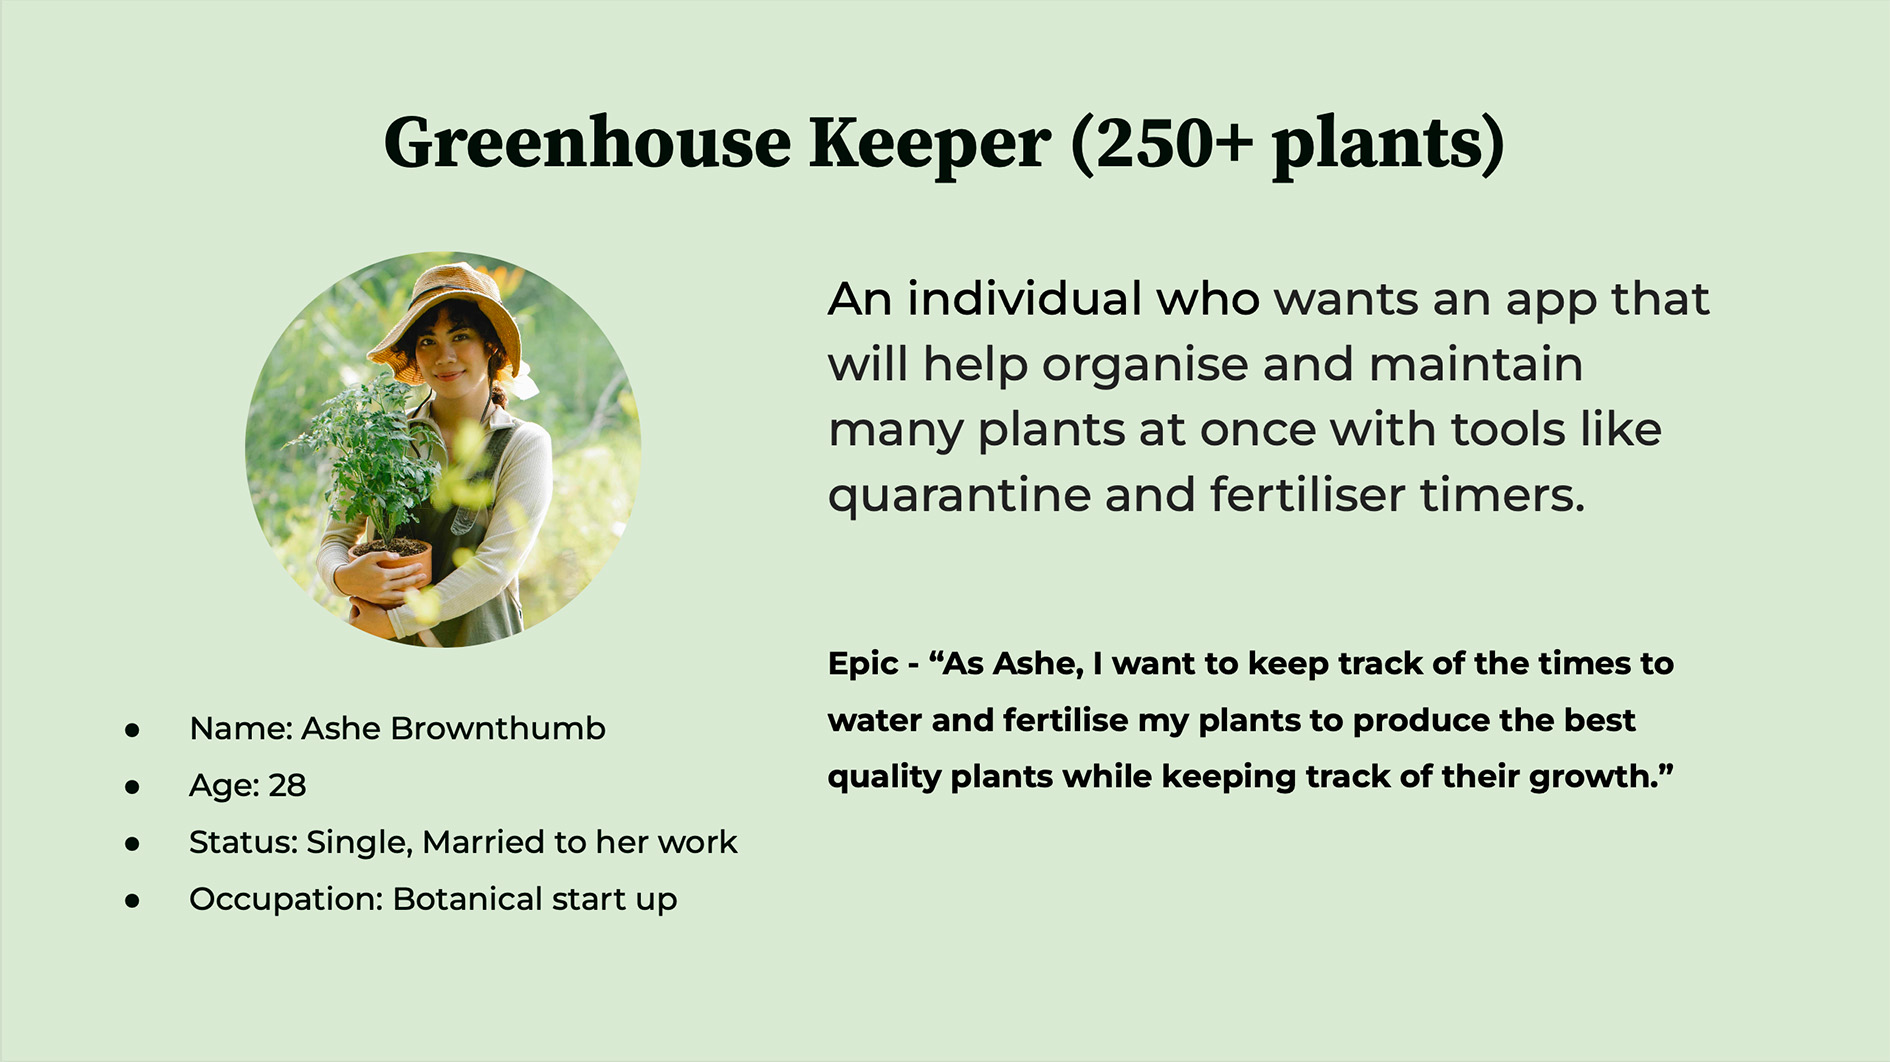 Greenhouse Keeper (250+ plants)
An individual who wants an app that
will help organise and maintain
many plants at once with tools like
quarantine and fertiliser timers.
Epic - “As Ashe, I want to keep track of the times to
water and fertilise my plants to produce the best
quality plants while keeping track of their growth.”
● Name: Ashe Brownthumb
● Age: 28
● Status: Single, Married to her work
● Occupation: Botanical start up